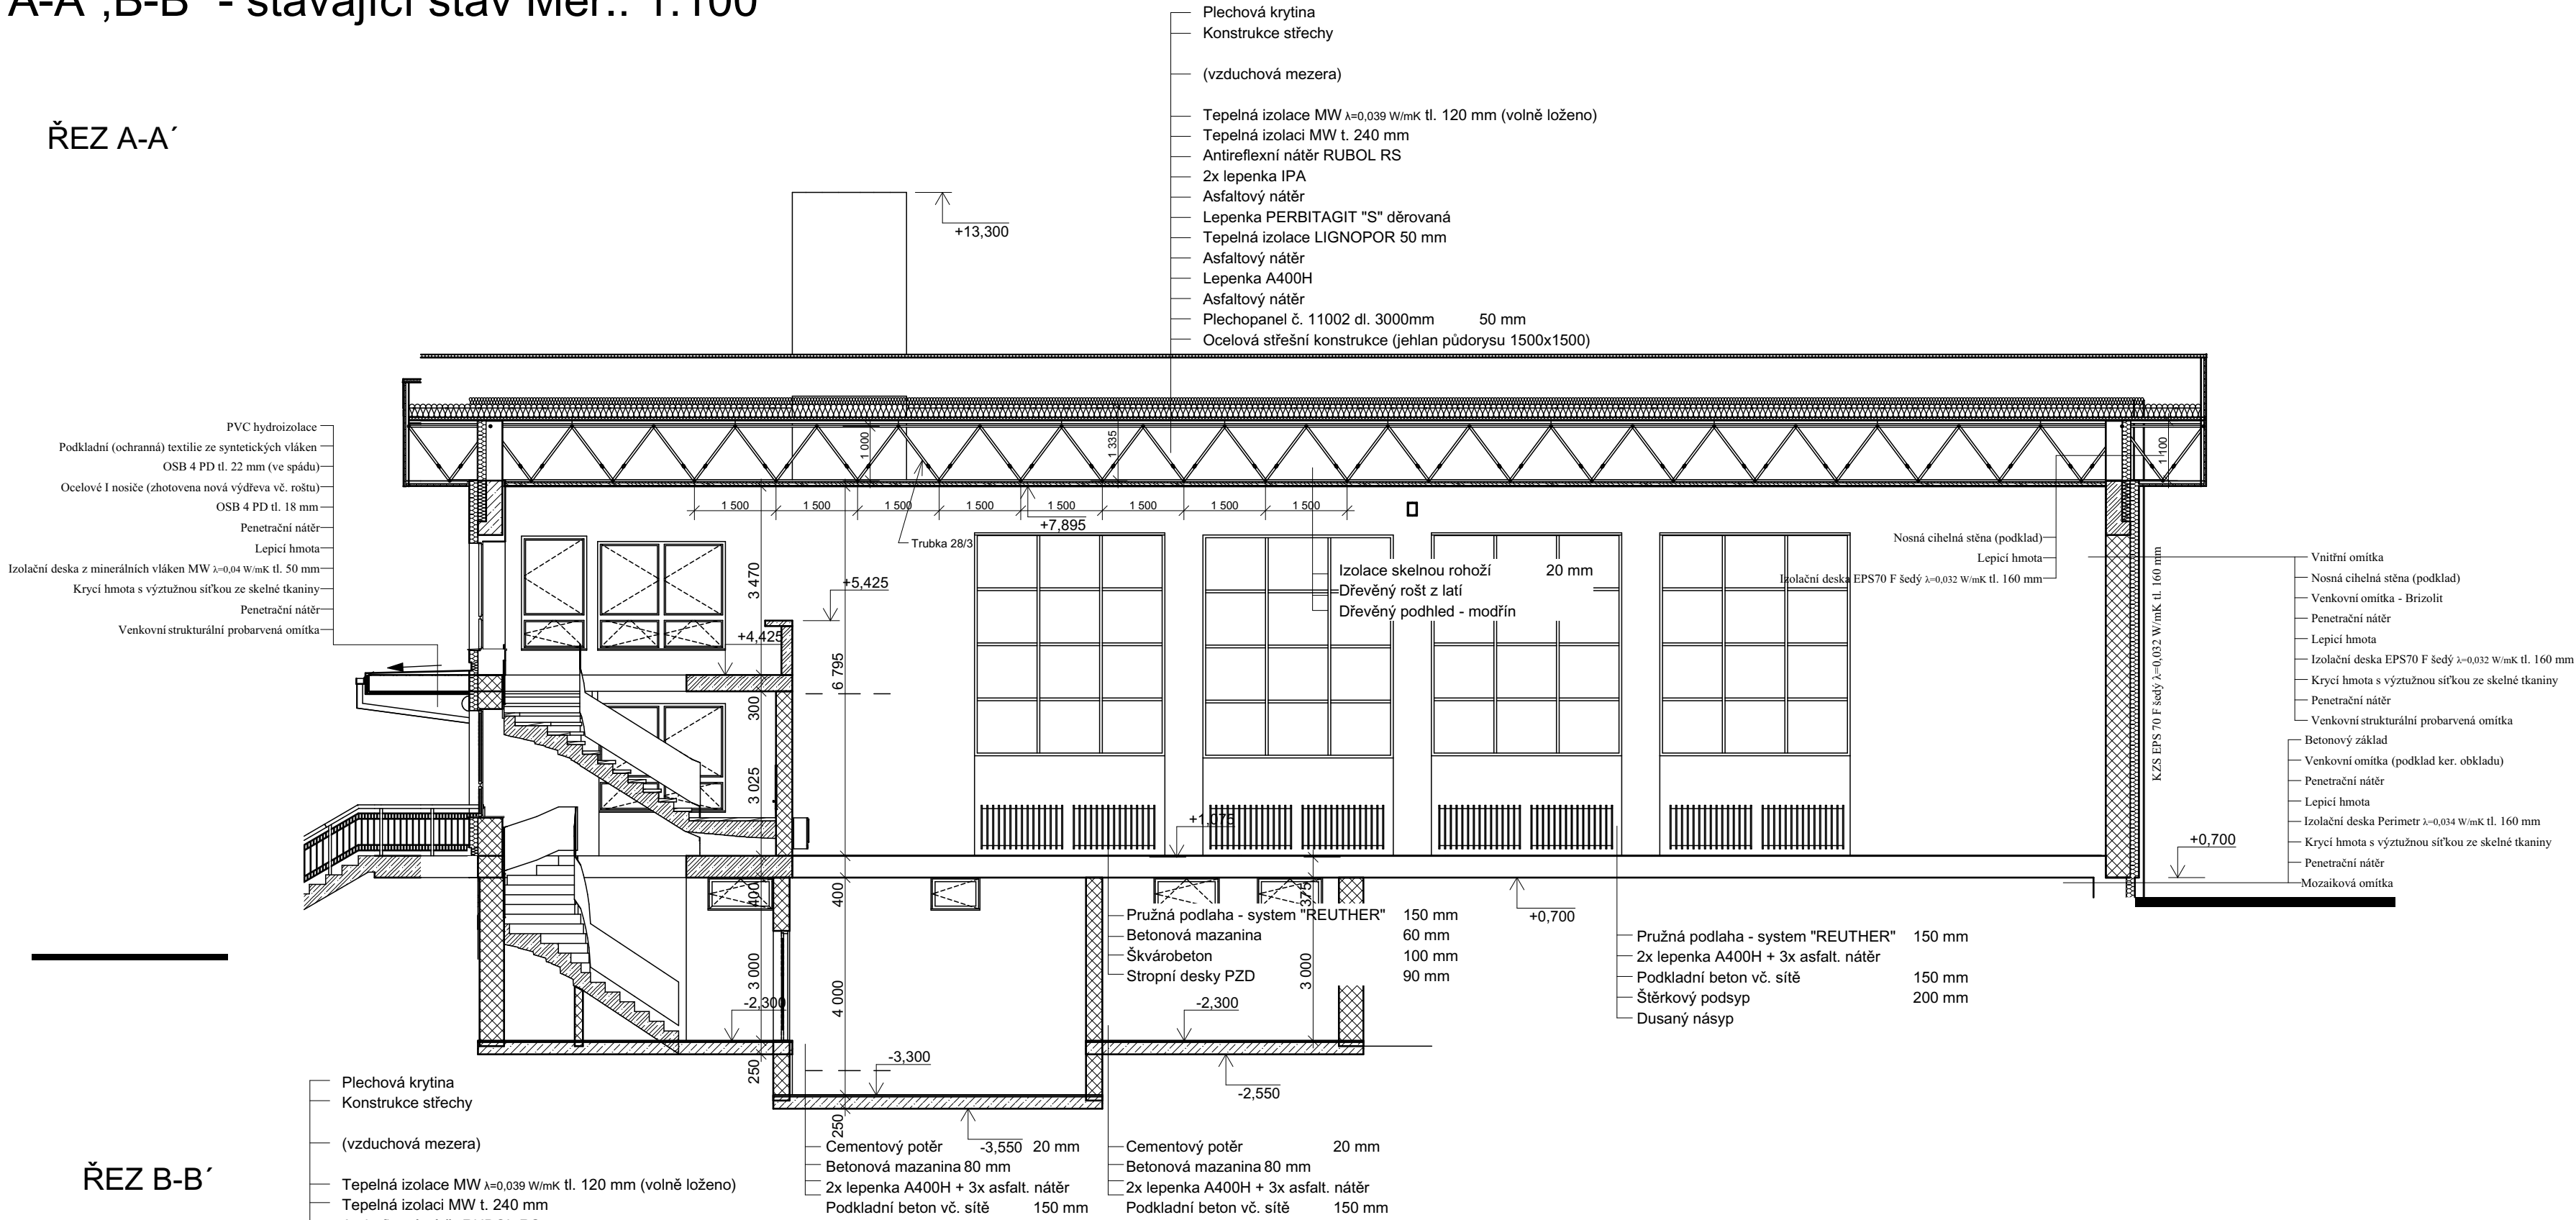 A-A´,B-B´ - stávající stav Měř.: 1:100
ŘEZ A-A´
Plechová krytina
Konstrukce střechy
(vzduchová mezera)
Tepelná izolace MW λ=0,039 W/mK tl. 120 mm (volně loženo)
Tepelná izolaci MW t. 240 mm
Antireflexní nátěr RUBOL RS
2x lepenka IPA
Asfaltový nátěr
Lepenka PERBITAGIT "S" děrovaná
Tepelná izolace LIGNOPOR 50 mm
Asfaltový nátěr
Lepenka A400H
Asfaltový nátěr
Plechopanel č. 11002 dl. 3000mm 50 mm
Ocelová střešní konstrukce (jehlan půdorysu 1500x1500)
+13,300
PVC hydroizolace
Podkladní (ochranná) textilie ze syntetických vláken
OSB 4 PD tl. 22 mm (ve spádu)
Ocelové I nosiče (zhotovena nová výdřeva vč. roštu)
OSB 4 PD tl. 18 mm
Penetrační nátěr
Lepicí hmota
Izolační deska z minerálních vláken MW λ=0,04 W/mK tl. 50 mm
Krycí hmota s výztužnou síťkou ze skelné tkaniny
Penetrační nátěr
Venkovní strukturální probarvená omítka
1 000
1 335
1 100
1 500 1 500 1 500 1 500 1 500 1 500 1 500 1 500
+7,895
Trubka 28/3
3 470
+5,425
+4,425
6 795
300
3 025
Izolace skelnou rohoží 20 mm
Dřevěný rošt z latí
Dřevěný podhled - modřín
Nosná cihelná stěna (podklad)
Lepicí hmota
Izolační deska EPS70 F šedý λ=0,032 W/mK tl. 160 mm
KZS EPS 70 F šedý λ=0,032 W/mK tl. 160 mm
Vnitřní omítka
Nosná cihelná stěna (podklad)
Venkovní omítka - Brizolit
Penetrační nátěr
Lepicí hmota
Izolační deska EPS70 F šedý λ=0,032 W/mK tl. 160 mm
Krycí hmota s výztužnou síťkou ze skelné tkaniny
Penetrační nátěr
Venkovní strukturální probarvená omítka
Betonový základ
Venkovní omítka (podklad ker. obkladu)
Penetrační nátěr
Lepicí hmota
Izolační deska Perimetr λ=0,034 W/mK tl. 160 mm
Krycí hmota s výztužnou síťkou ze skelné tkaniny
Penetrační nátěr
Mozaiková omítka
+1,075
+0,700
400
400
375
+0,700
Pružná podlaha - system "REUTHER" 150 mm
Betonová mazanina 60 mm
Škvárobeton 100 mm
Stropní desky PZD 90 mm
Pružná podlaha - system "REUTHER" 150 mm
2x lepenka A400H + 3x asfalt. nátěr
Podkladní beton vč. sítě 150 mm
Štěrkový podsyp 200 mm
Dusaný násyp
3 000
4 000
3 000
-2,300
-2,300
-3,300
250
-2,550
250
-3,550
Cementový potěr 20 mm
Betonová mazanina 80 mm
2x lepenka A400H + 3x asfalt. nátěr
Podkladní beton vč. sítě 150 mm
Cementový potěr 20 mm
Betonová mazanina 80 mm
2x lepenka A400H + 3x asfalt. nátěr
Podkladní beton vč. sítě 150 mm
ŘEZ B-B´
Plechová krytina
Konstrukce střechy
(vzduchová mezera)
Tepelná izolace MW λ=0,039 W/mK tl. 120 mm (volně loženo)
Tepelná izolaci MW t. 240 mm